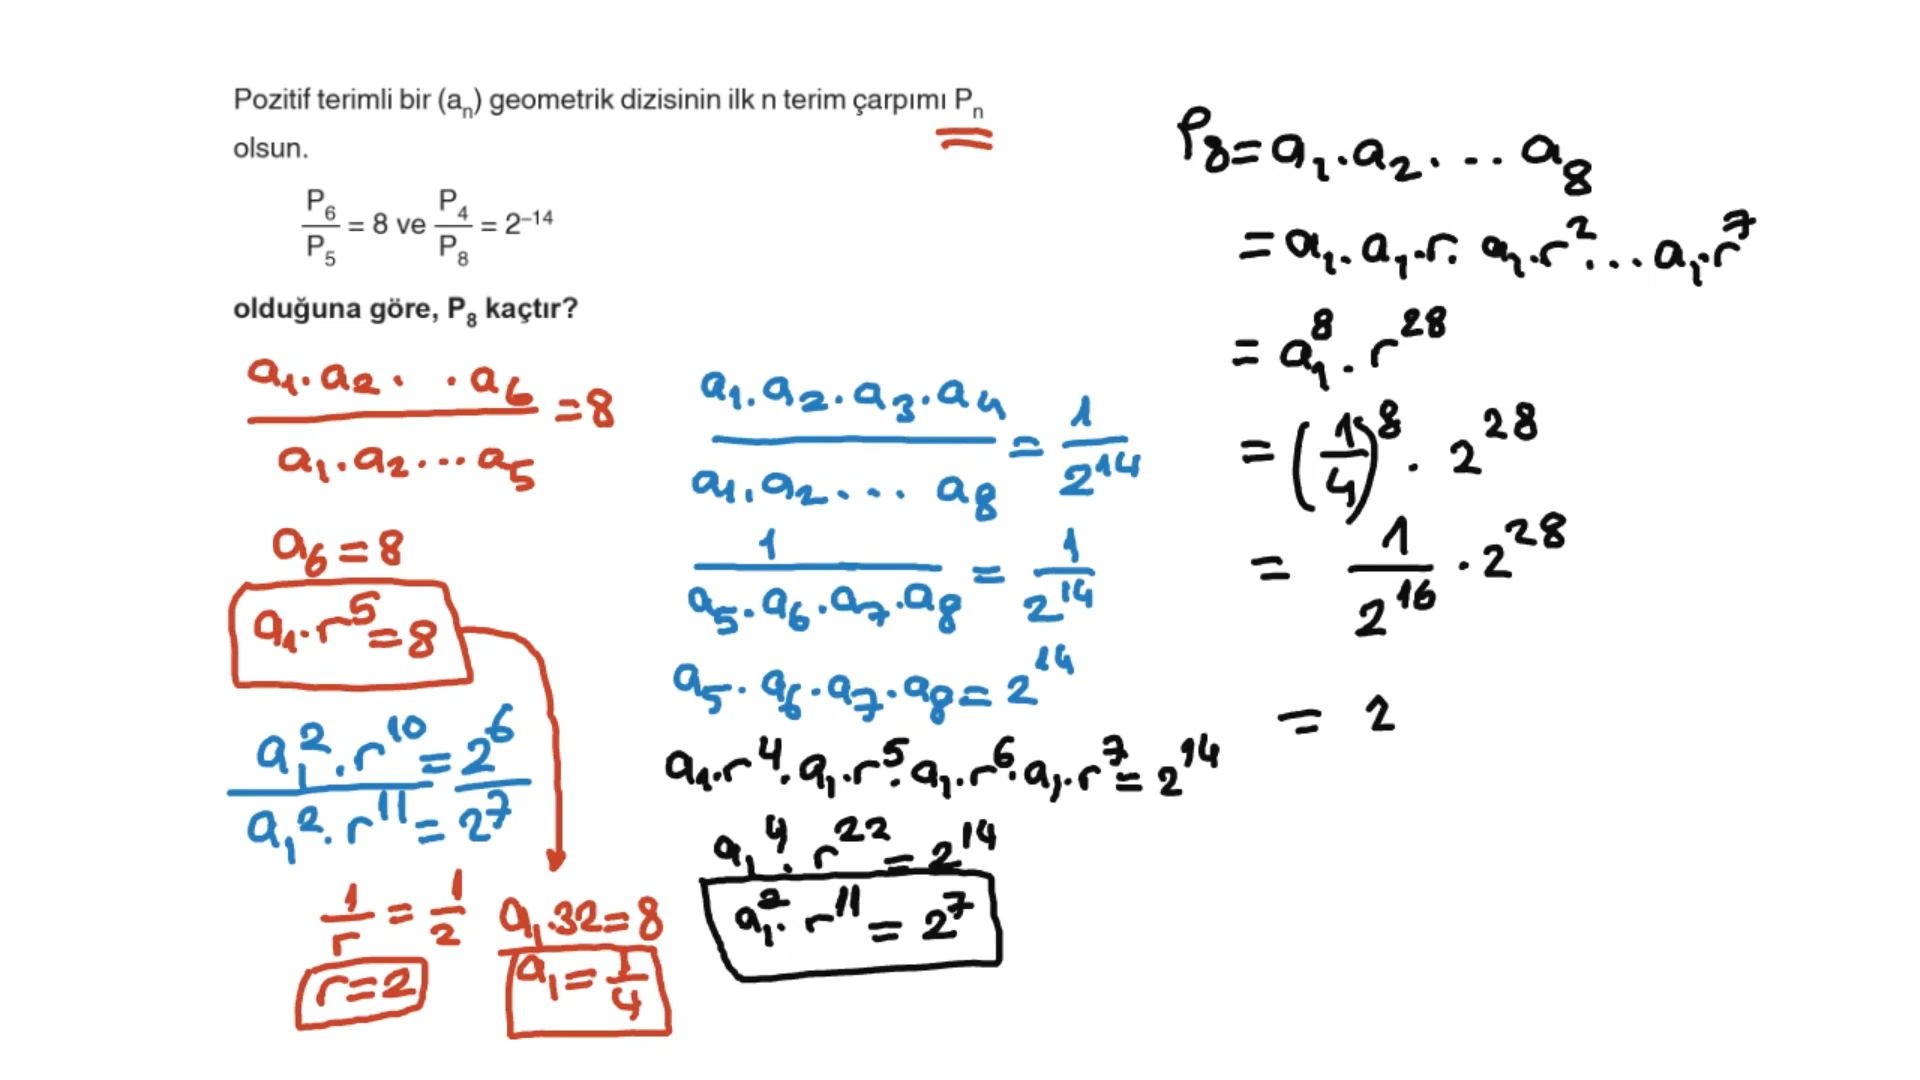 Pozitif terimli bir (aₙ) geometrik dizisinin ilk n terim çarpımı Pₙ
olsun.
P₆/P₅ = 8 ve P₄/P₈ = 2⁻¹⁴
olduğuna göre, P₈ kaçtır?
a₁.a₂. .a₆ / a₁.a₂...a₅ = 8
a₆ = 8
a₁.r⁵ = 8
a₁².r¹⁰ = 2⁶
a₁².r¹¹ = 2⁷
1/r = 1/2
r = 2
a₁.32 = 8
a₁ = 1/4
a₁.a₂.a₃.a₄ / a₁.a₂... a₈ = 1/2¹⁴
1 / a₅.a₆.a₇.a₈ = 1/2¹⁴
a₅.a₆.a₇.a₈ = 2¹⁴
a₁.r⁴.a₁.r⁵.a₁.r⁶.a₁.r⁷ = 2¹⁴
a₁⁴.r²² = 2¹⁴
a₁².r¹¹ = 2⁷
P₈ = a₁.a₂. ... a₈
= a₁.a₁.r.a₁.r²...a₁.r⁷
= a₁⁸.r²⁸
= (1/4)⁸.2²⁸
= 1/2¹⁶.2²⁸
= 2